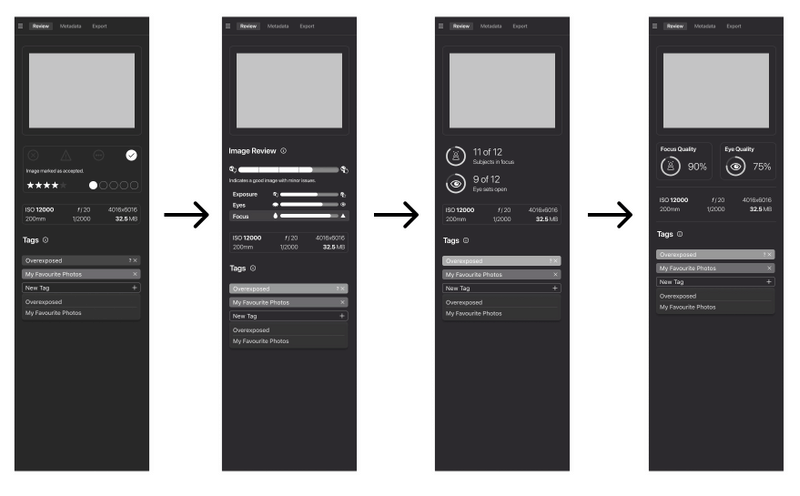 Review Metadata Export
Image marked as accepted.
ISO 12000 f/20 4016x6016
200mm 1/2000 32.5 MB
Tags
Overexposed
My Favourite Photos
New Tag
Overexposed
My Favourite Photos
Review Metadata Export
Image Review
Indicates a good image with minor issues.
Exposure
Eyes
Focus
ISO 12000 f/20 4016x6016
200mm 1/2000 32.5 MB
Tags
Overexposed
My Favourite Photos
New Tag
Overexposed
My Favourite Photos
Review Metadata Export
11 of 12
Subjects in focus
9 of 12
Eye sets open
ISO 12000 f/20 4016x6016
200mm 1/2000 32.5 MB
Tags
Overexposed
My Favourite Photos
New Tag
Overexposed
My Favourite Photos
Review Metadata Export
Focus Quality Eye Quality
90% 75%
ISO 12000 f/20 4016x6016
200mm 1/2000 32.5 MB
Tags
Overexposed
My Favourite Photos
New Tag
Overexposed
My Favourite Photos